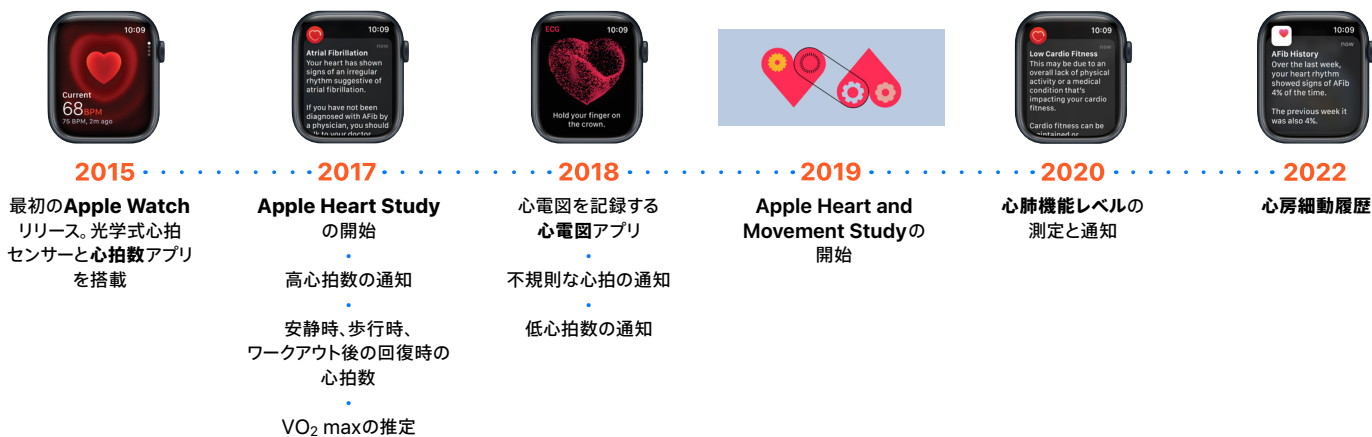 10:09
Current
68BPM
75 BPM, 2m ago
10:09
now
Atrial Fibrillation
Your heart has shown
signs of an irregular
rhythm suggestive of
atrial fibrillation.
If you have not been
diagnosed with AFib by
a physician, you should
talk to your doctor.
ECG
10:09
Hold your finger on
the crown.
10:09
now
Low Cardio Fitness
This may be due to an
overall lack of physical
activity or a medical
condition that's
impacting your cardio
fitness.
Cardio fitness can be
maintained or
10:09
now
AFib History
Over the last week,
your heart rhythm
showed signs of AFib
4% of the time.
The previous week it
was also 4%.
2015
最初のApple Watch
リリース。光学式心拍
センサーと心拍数アプリ
を搭載
2017
Apple Heart Study
の開始
高心拍数の通知
安静時、歩行時、
ワークアウト後の回復時の
心拍数
VO₂ maxの推定
2018
心電図を記録する
心電図アプリ
不規則な心拍の通知
低心拍数の通知
2019
Apple Heart and
Movement Studyの
開始
2020
心肺機能レベルの
測定と通知
2022
心房細動履歴